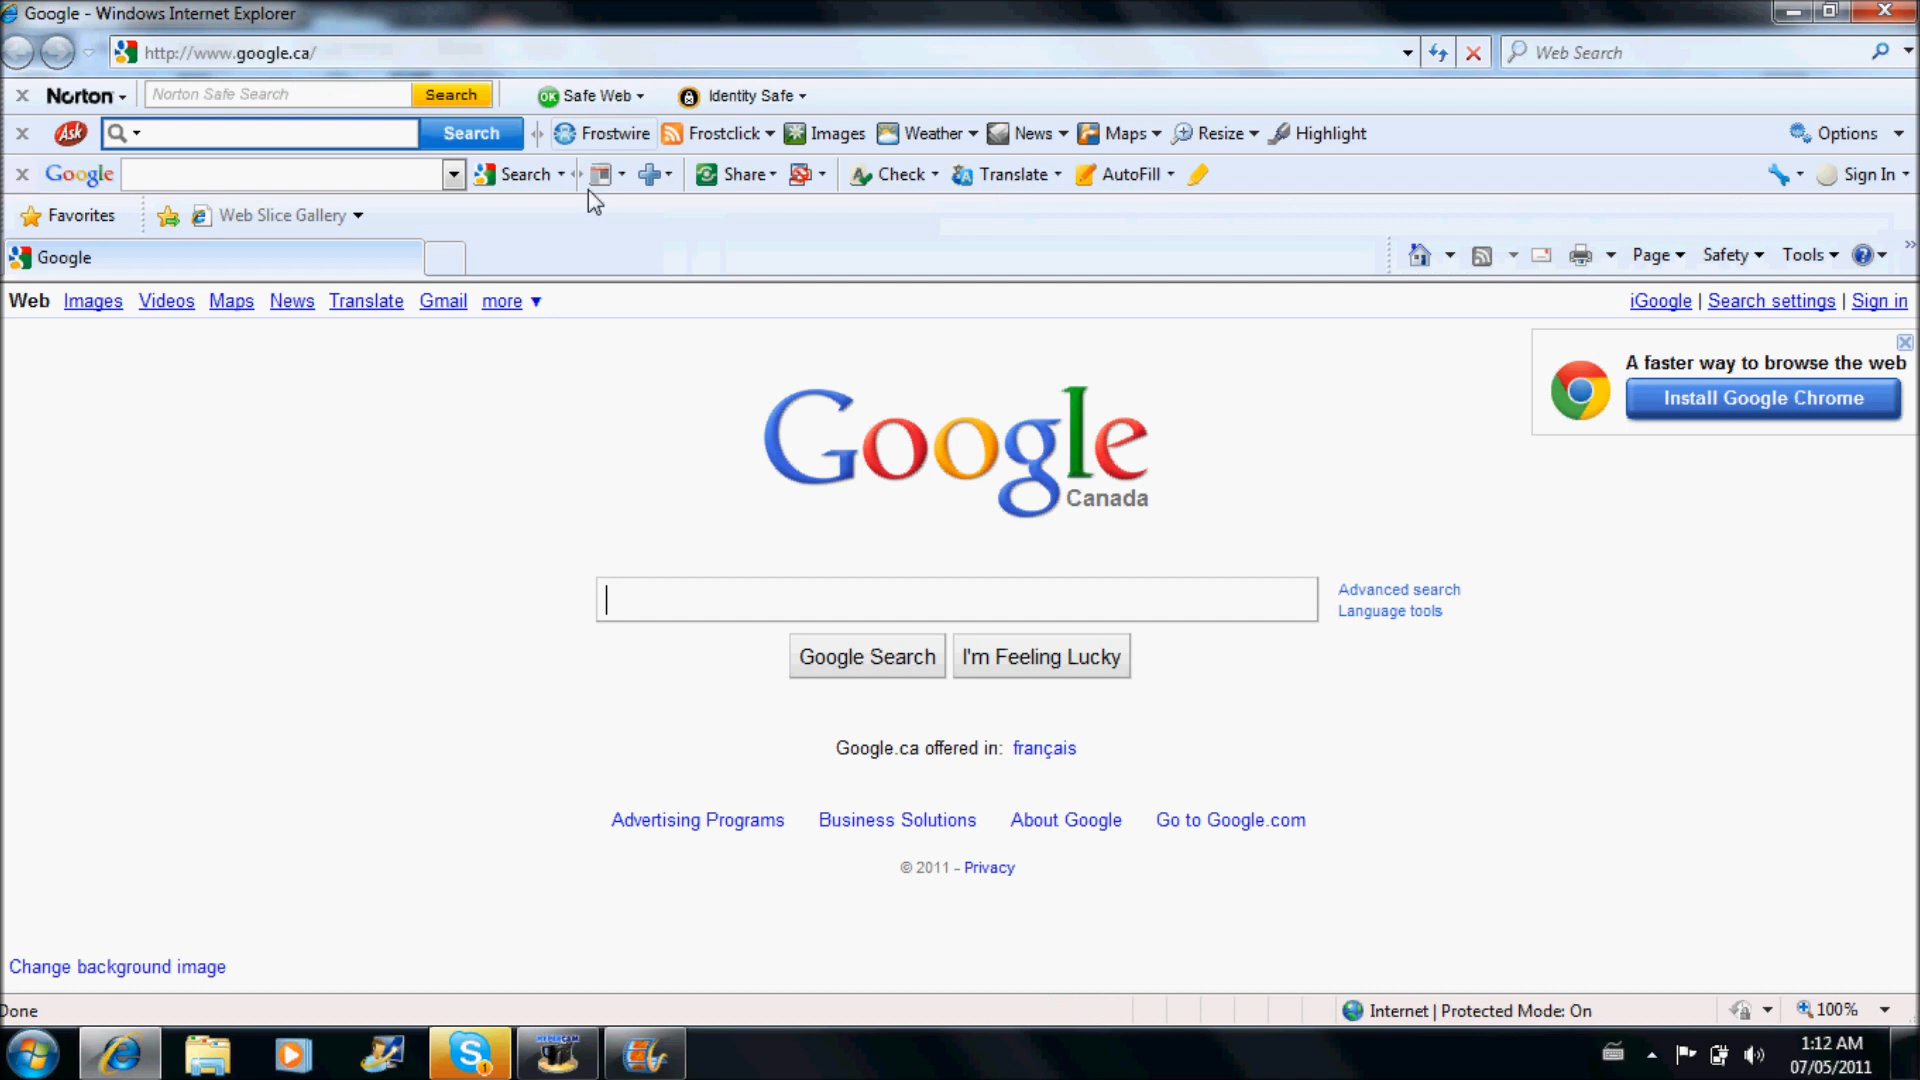 Google - Windows Internet Explorer
http://www.google.ca/
Web Search
Norton
Norton Safe Search
Search
Safe Web
Identity Safe
Ask
Search
Frostwire
Frostclick
Images
Weather
News
Maps
Resize
Highlight
Options
Google
Search
Share
Check
Translate
AutoFill
Sign In
Favorites
Web Slice Gallery
Google
Page
Safety
Tools
Web Images Videos Maps News Translate Gmail more ▼
iGoogle | Search settings | Sign in
A faster way to browse the web
Install Google Chrome
Google
Canada
Advanced search
Language tools
Google Search
I'm Feeling Lucky
Google.ca offered in: français
Advertising Programs
Business Solutions
About Google
Go to Google.com
© 2011 - Privacy
Change background image
Done
Internet | Protected Mode: On
100%
HYPERCAM
1:12 AM
07/05/2011